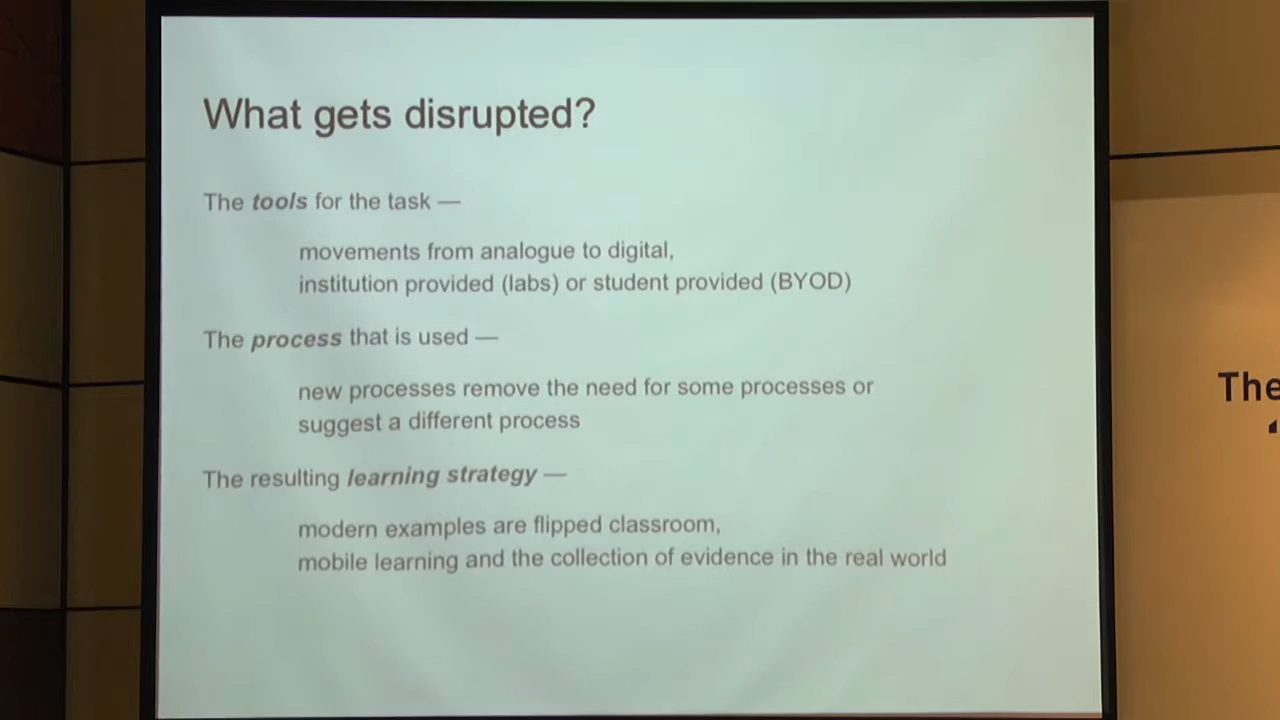 What gets disrupted?
The tools for the task —
movements from analogue to digital,
institution provided (labs) or student provided (BYOD)
The process that is used —
new processes remove the need for some processes or
suggest a different process
The resulting learning strategy —
modern examples are flipped classroom,
mobile learning and the collection of evidence in the real world
The